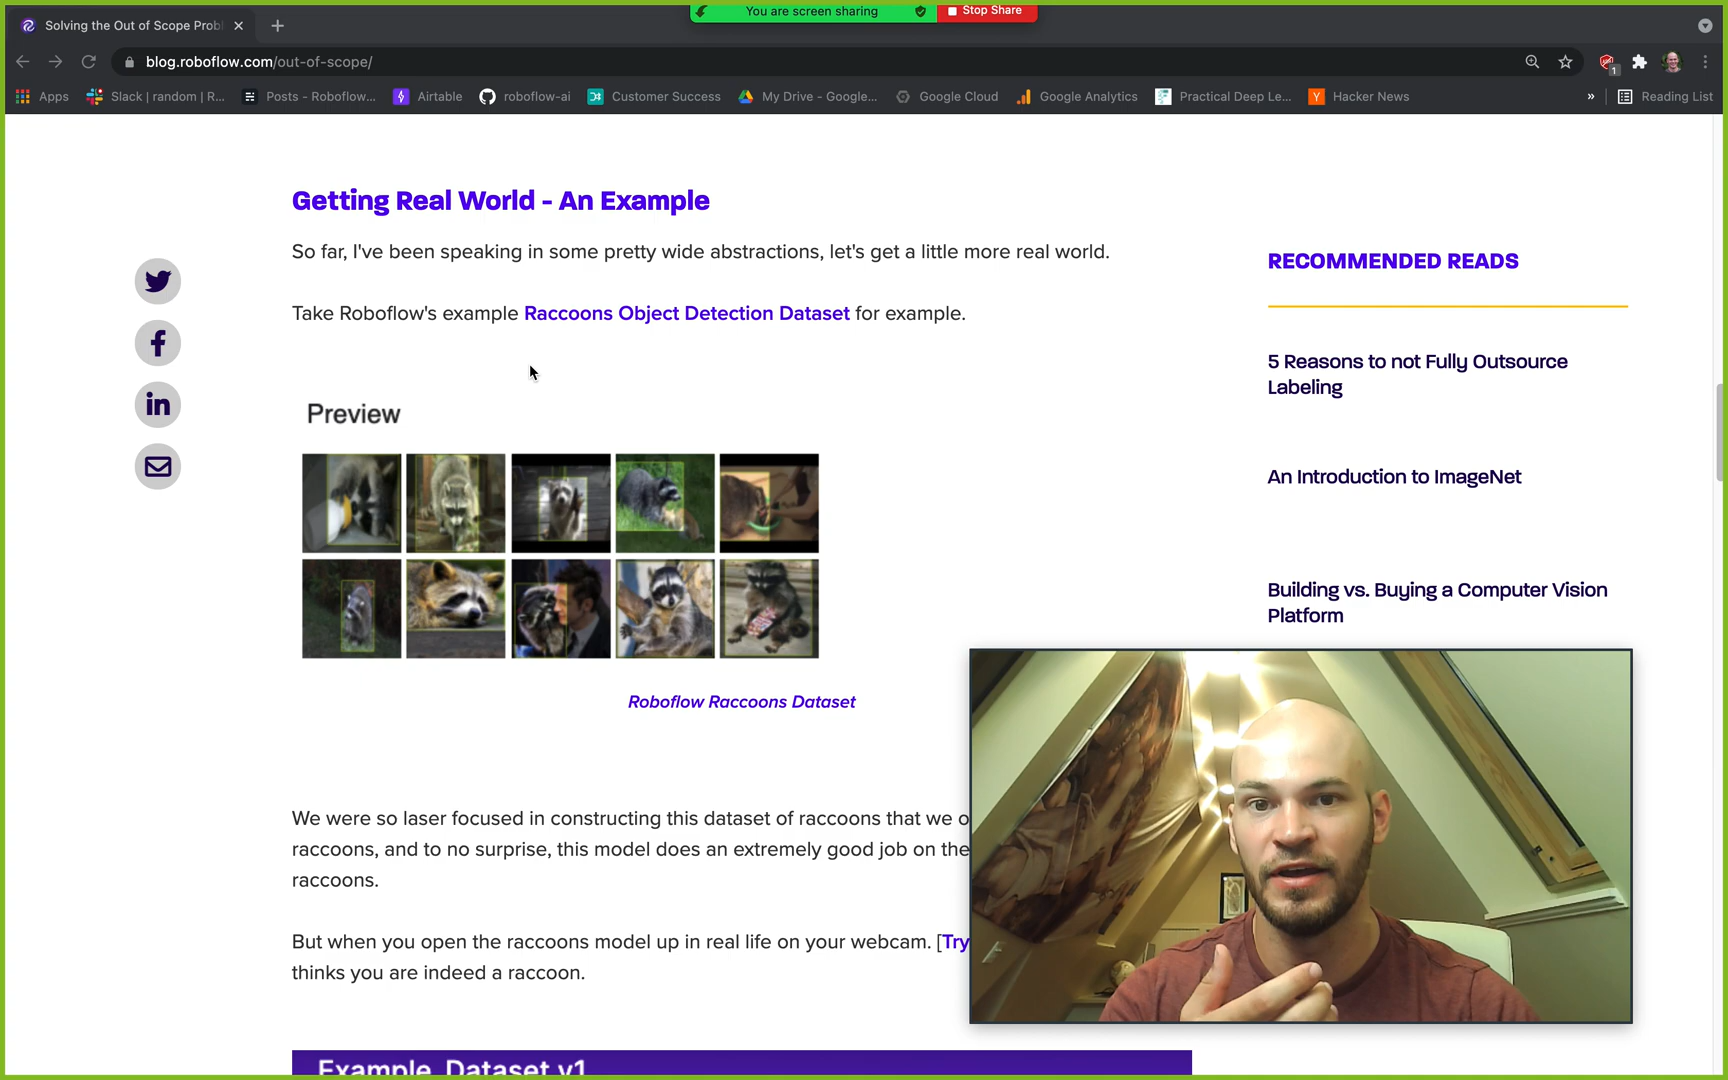 You are screen sharing
Stop Share
Solving the Out of Scope Prob
blog.roboflow.com/out-of-scope/
1
Apps
Slack | random | R...
Posts - Roboflow...
Airtable
roboflow-ai
Customer Success
My Drive - Google...
Google Cloud
Google Analytics
Practical Deep Le...
Hacker News
»
Reading List
Getting Real World - An Example
So far, I've been speaking in some pretty wide abstractions, let's get a little more real world.
Take Roboflow's example Raccoons Object Detection Dataset for example.
Preview
Roboflow Raccoons Dataset
We were so laser focused in constructing this dataset of raccoons that we o
raccoons, and to no surprise, this model does an extremely good job on the
raccoons.
But when you open the raccoons model up in real life on your webcam. [Try
thinks you are indeed a raccoon.
Example Dataset v1
RECOMMENDED READS
5 Reasons to not Fully Outsource
Labeling
An Introduction to ImageNet
Building vs. Buying a Computer Vision
Platform